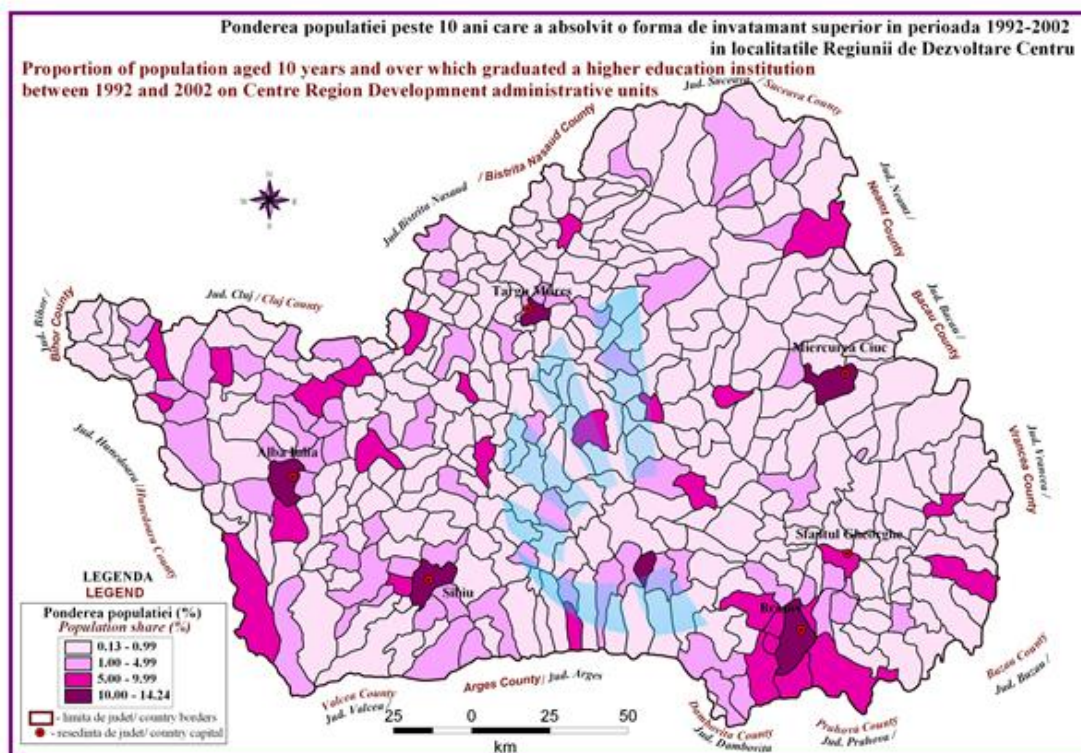 Ponderea populatiei peste 10 ani care a absolvit o forma de invatamant superior in perioada 1992-2002
in localitatile Regiunii de Dezvoltare Centru
Proportion of population aged 10 years and over which graduated a higher education institution
between 1992 and 2002 on Centre Region Developmnent administrative units
Jud. Suceava / Suceava County
Jud. Bistrita Nasaud / Bistrita Nasaud County
Jud. Neamt / Neamt County
Jud. Cluj / Cluj County
Jud. Bihor / Bihor County
Jud. Bacau / Bacau County
Targu Mures
Miercurea Ciuc
Jud. Hunedoara / Hunedoara County
Alba Iulia
Jud. Vrancea / Vrancea County
Sfantul Gheorghe
Sibiu
Brasov
LEGENDA
LEGEND
Ponderea populatiei (%)
Population share (%)
0.13 - 0.99
1.00 - 4.99
5.00 - 9.99
10.00 - 14.24
- limita de judet/ country borders
- resedinta de judet/ country capital
Valcea County
Jud. Valcea /
Arges County / Jud. Arges
Dambovita County
Jud. Dambovita
Prahova County
Jud. Prahova /
Buzau County
Jud. Buzau /
25 0 25 50
km